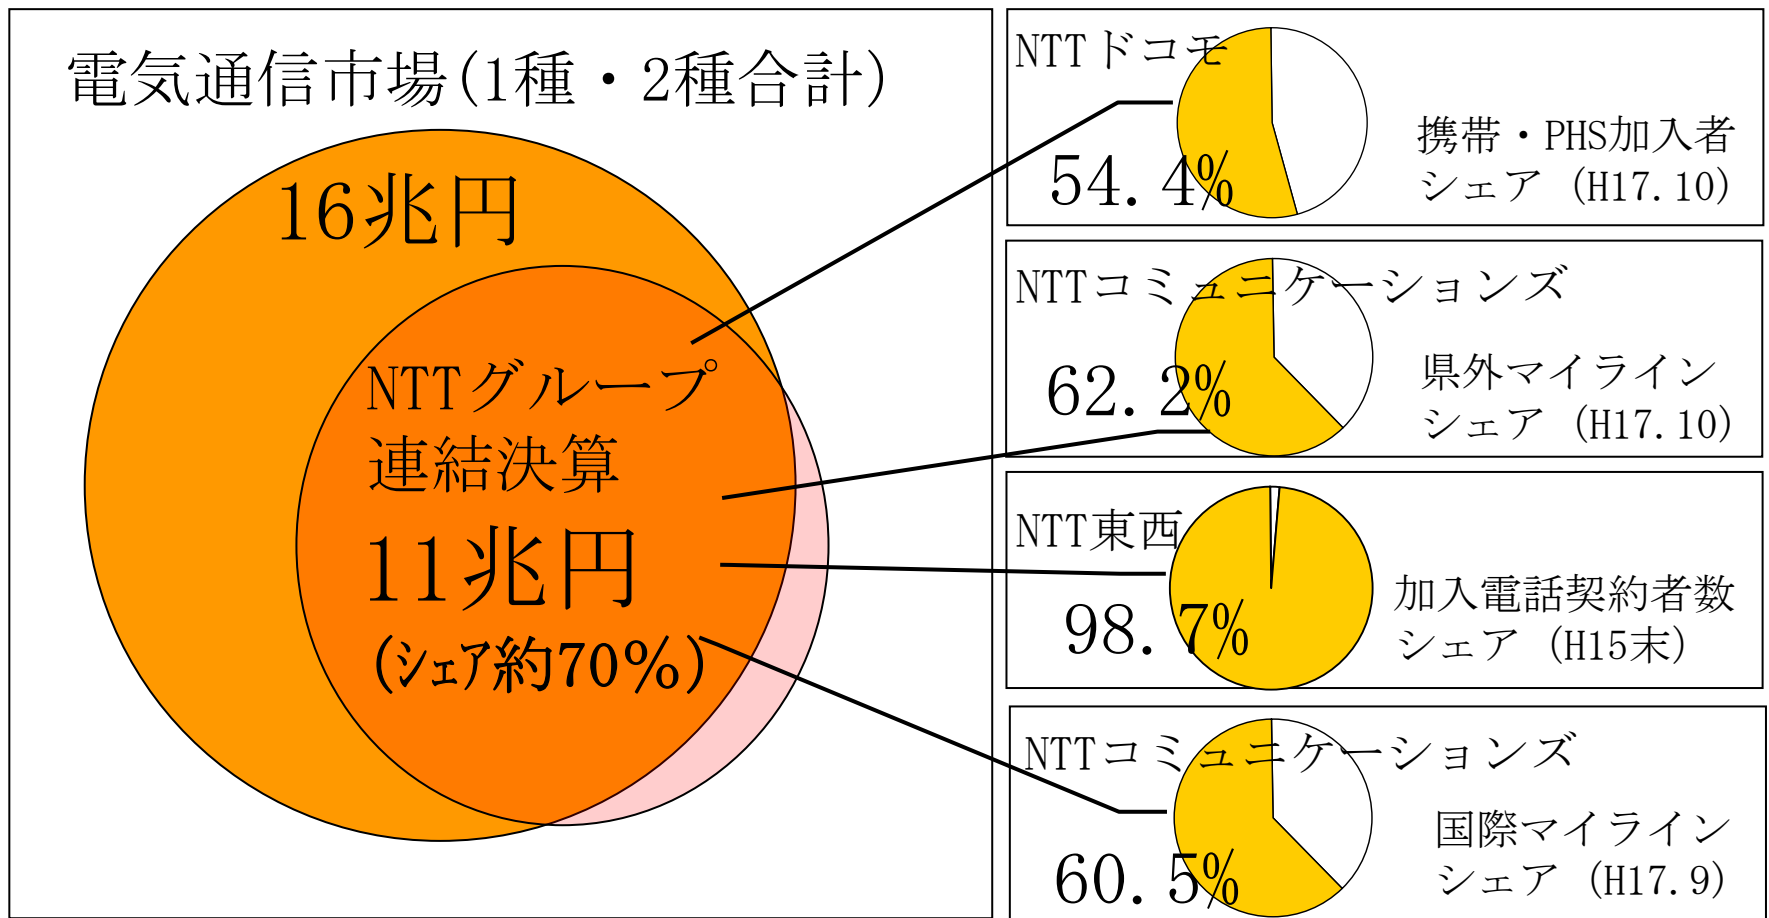 電気通信市場(1種・2種合計)
16兆円
NTTグループ
連結決算
11兆円
(ｼｪｱ約70%)
NTTドコモ
54.4%
携帯・PHS加入者
シェア (H17.10)
NTTコミュニケーションズ
62.2%
県外マイライン
シェア (H17.10)
NTT東西
98.7%
加入電話契約者数
シェア (H15末)
NTTコミュニケーションズ
60.5%
国際マイライン
シェア (H17.9)